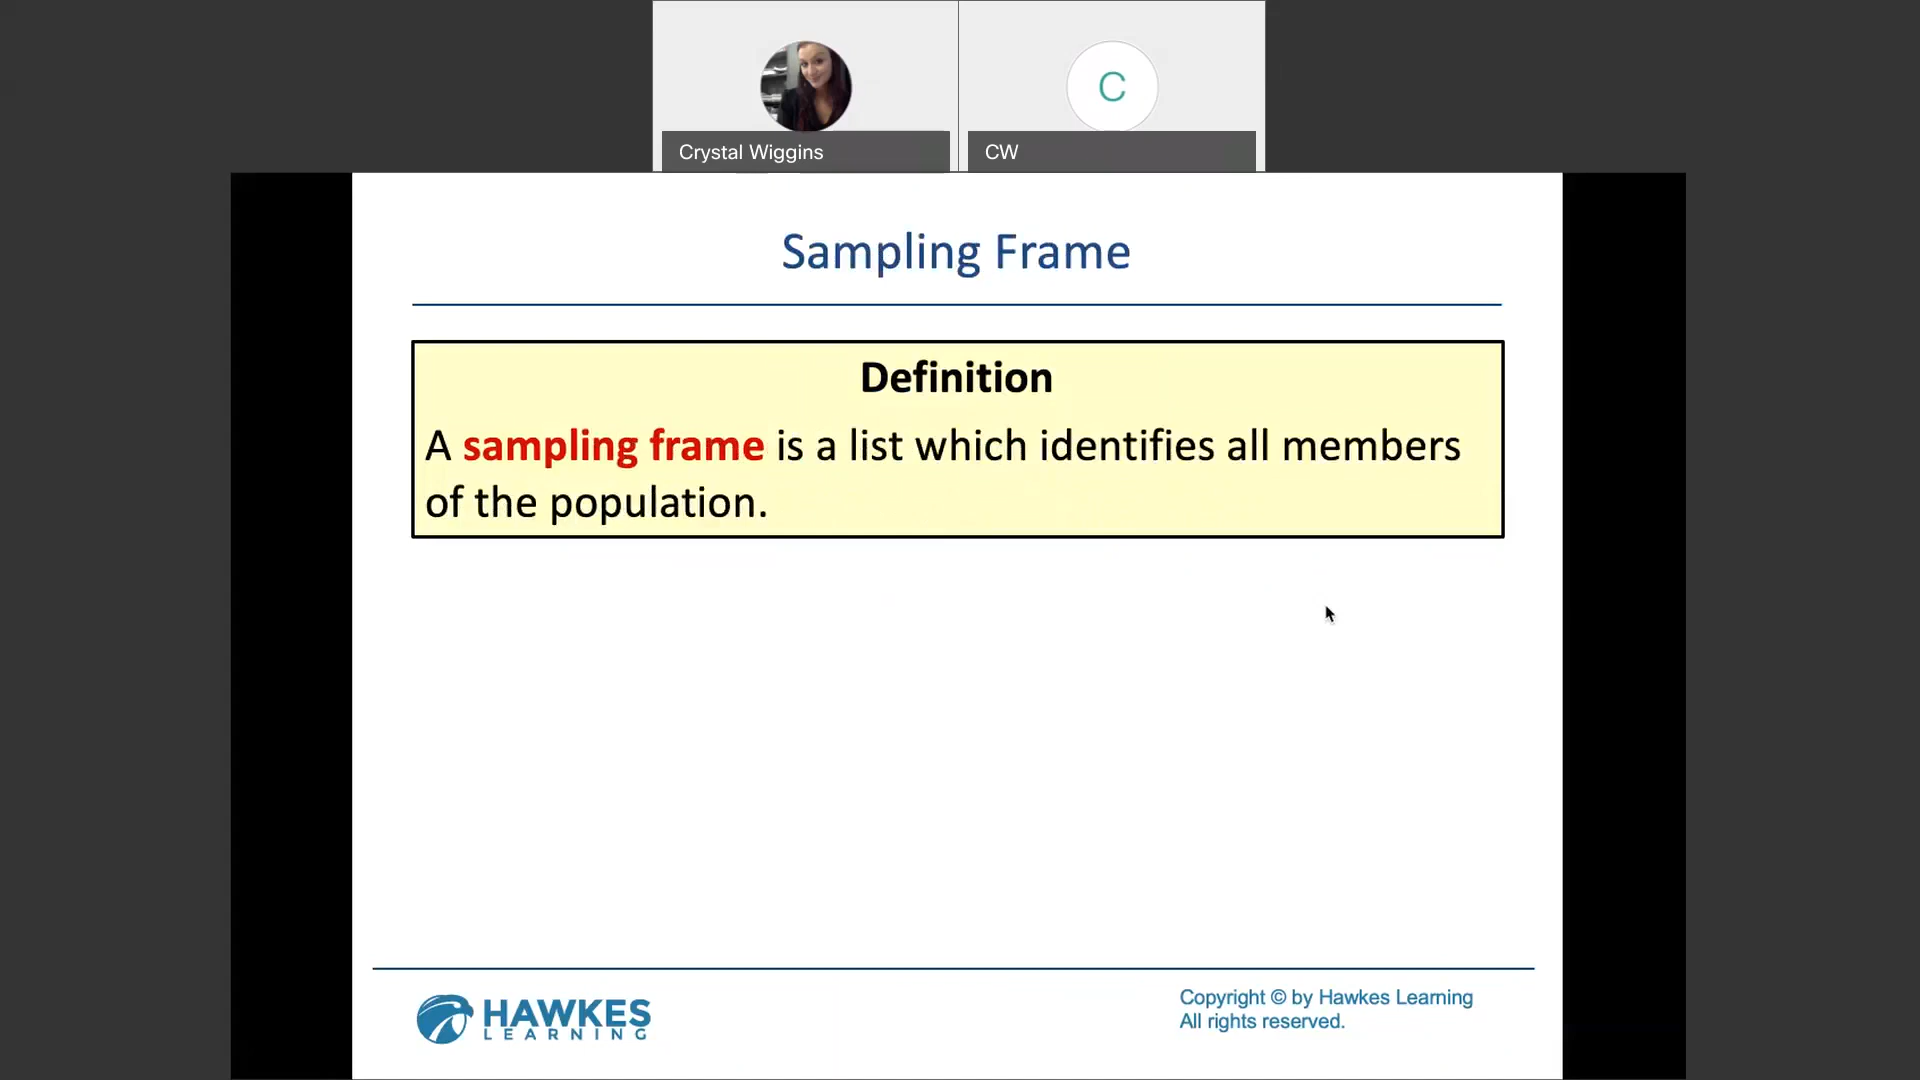 Crystal Wiggins
C
CW
Sampling Frame
Definition
A sampling frame is a list which identifies all members
of the population.
HAWKES
LEARNING
Copyright © by Hawkes Learning
All rights reserved.